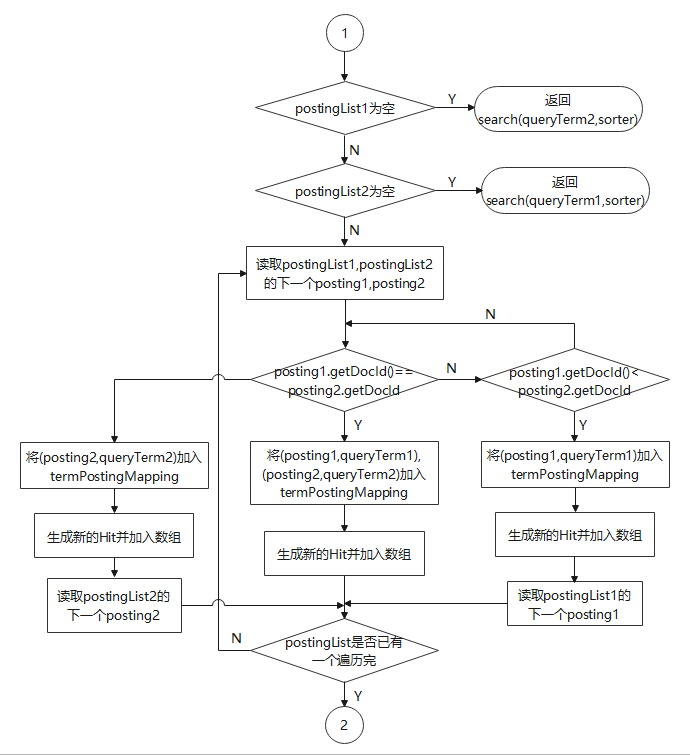 1
postingList1为空
Y
返回
search(queryTerm2,sorter)
N
postingList2为空
Y
返回
search(queryTerm1,sorter)
N
读取postingList1,postingList2
的下一个posting1,posting2
N
posting1.getDocId()==
posting2.getDocId
N
posting1.getDocId()<
posting2.getDocId
Y
Y
将(posting2,queryTerm2)加入
termPostingMapping
将(posting1,queryTerm1),
(posting2,queryTerm2)加入
termPostingMapping
将(posting1,queryTerm1)加入
termPostingMapping
生成新的Hit并加入数组
生成新的Hit并加入数组
生成新的Hit并加入数组
读取postingList2的
下一个posting2
读取postingList1的
下一个posting1
N
postingList是否已有
一个遍历完
Y
2